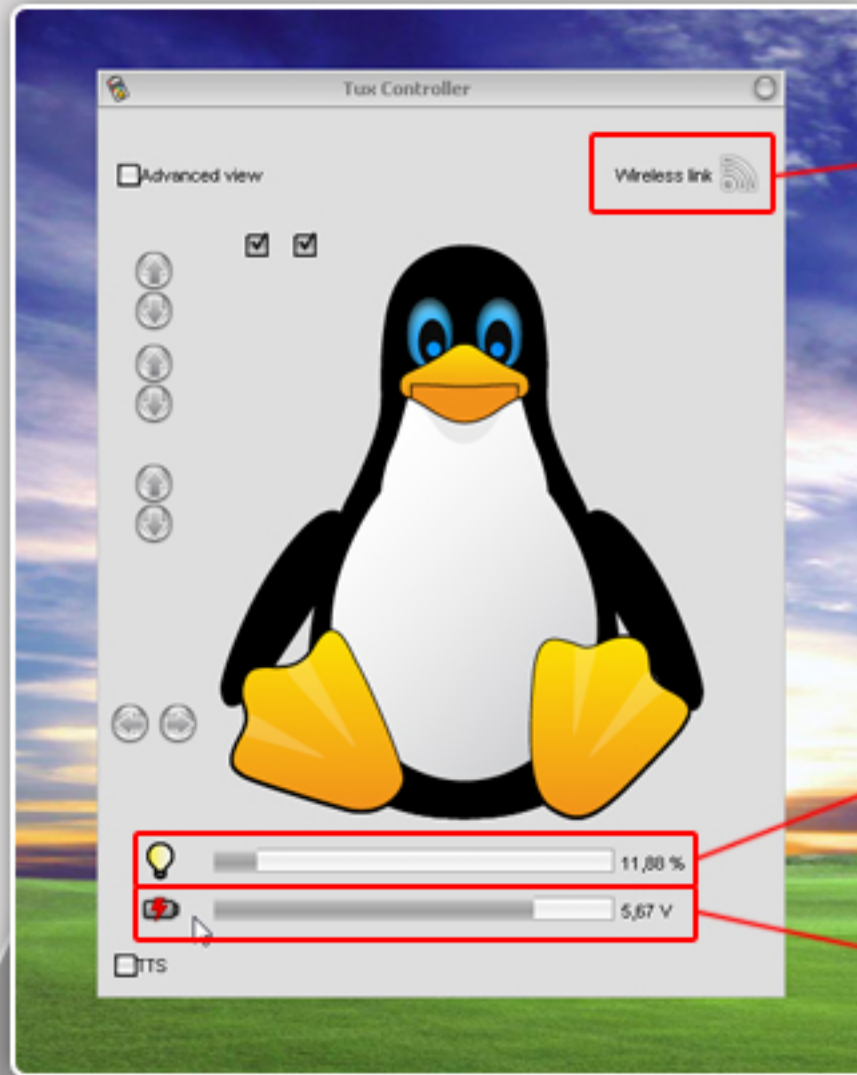 Tux Controller
Advanced view
Wireless link
11,88 %
5,67 V
TTS